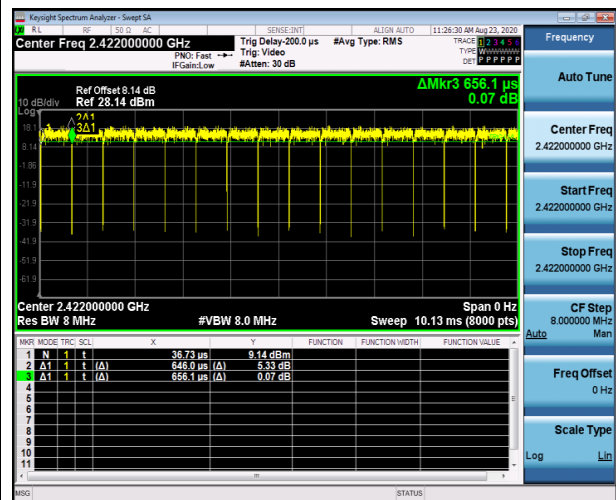 Keysight Spectrum Analyzer - Swept SA
RL RF 50 Ω AC SENSE:INT ALIGN AUTO 11:26:30 AM Aug 23, 2020
Center Freq 2.422000000 GHz
PNO: Fast
IFGain:Low
Trig Delay-200.0 µs
Trig: Video
#Atten: 30 dB
#Avg Type: RMS
TRACE 1 2 3 4 5 6
TYPE WWWWWW
DET P P P P P P
Frequency
Auto Tune
Center Freq
2.422000000 GHz
Start Freq
2.422000000 GHz
Stop Freq
2.422000000 GHz
CF Step
8.000000 MHz
Auto Man
Freq Offset
0 Hz
Scale Type
Log Lin
10 dB/div
Log
Ref Offset 8.14 dB
Ref 28.14 dBm
ΔMkr3 656.1 µs
0.07 dB
2Δ1
3Δ1
18.1
8.14
-1.86
-11.9
-21.9
-31.9
-41.9
-51.9
-61.9
Center 2.422000000 GHz
Span 0 Hz
Res BW 8 MHz
#VBW 8.0 MHz
Sweep 10.13 ms (8000 pts)
MKR MODE TRC SCL X Y FUNCTION FUNCTION WIDTH FUNCTION VALUE
1 N 1 t 36.73 µs 9.14 dBm
2 Δ1 1 t (Δ) 646.0 µs (Δ) 5.33 dB
3 Δ1 1 t (Δ) 656.1 µs (Δ) 0.07 dB
4
5
6
7
8
9
10
11
MSG
STATUS